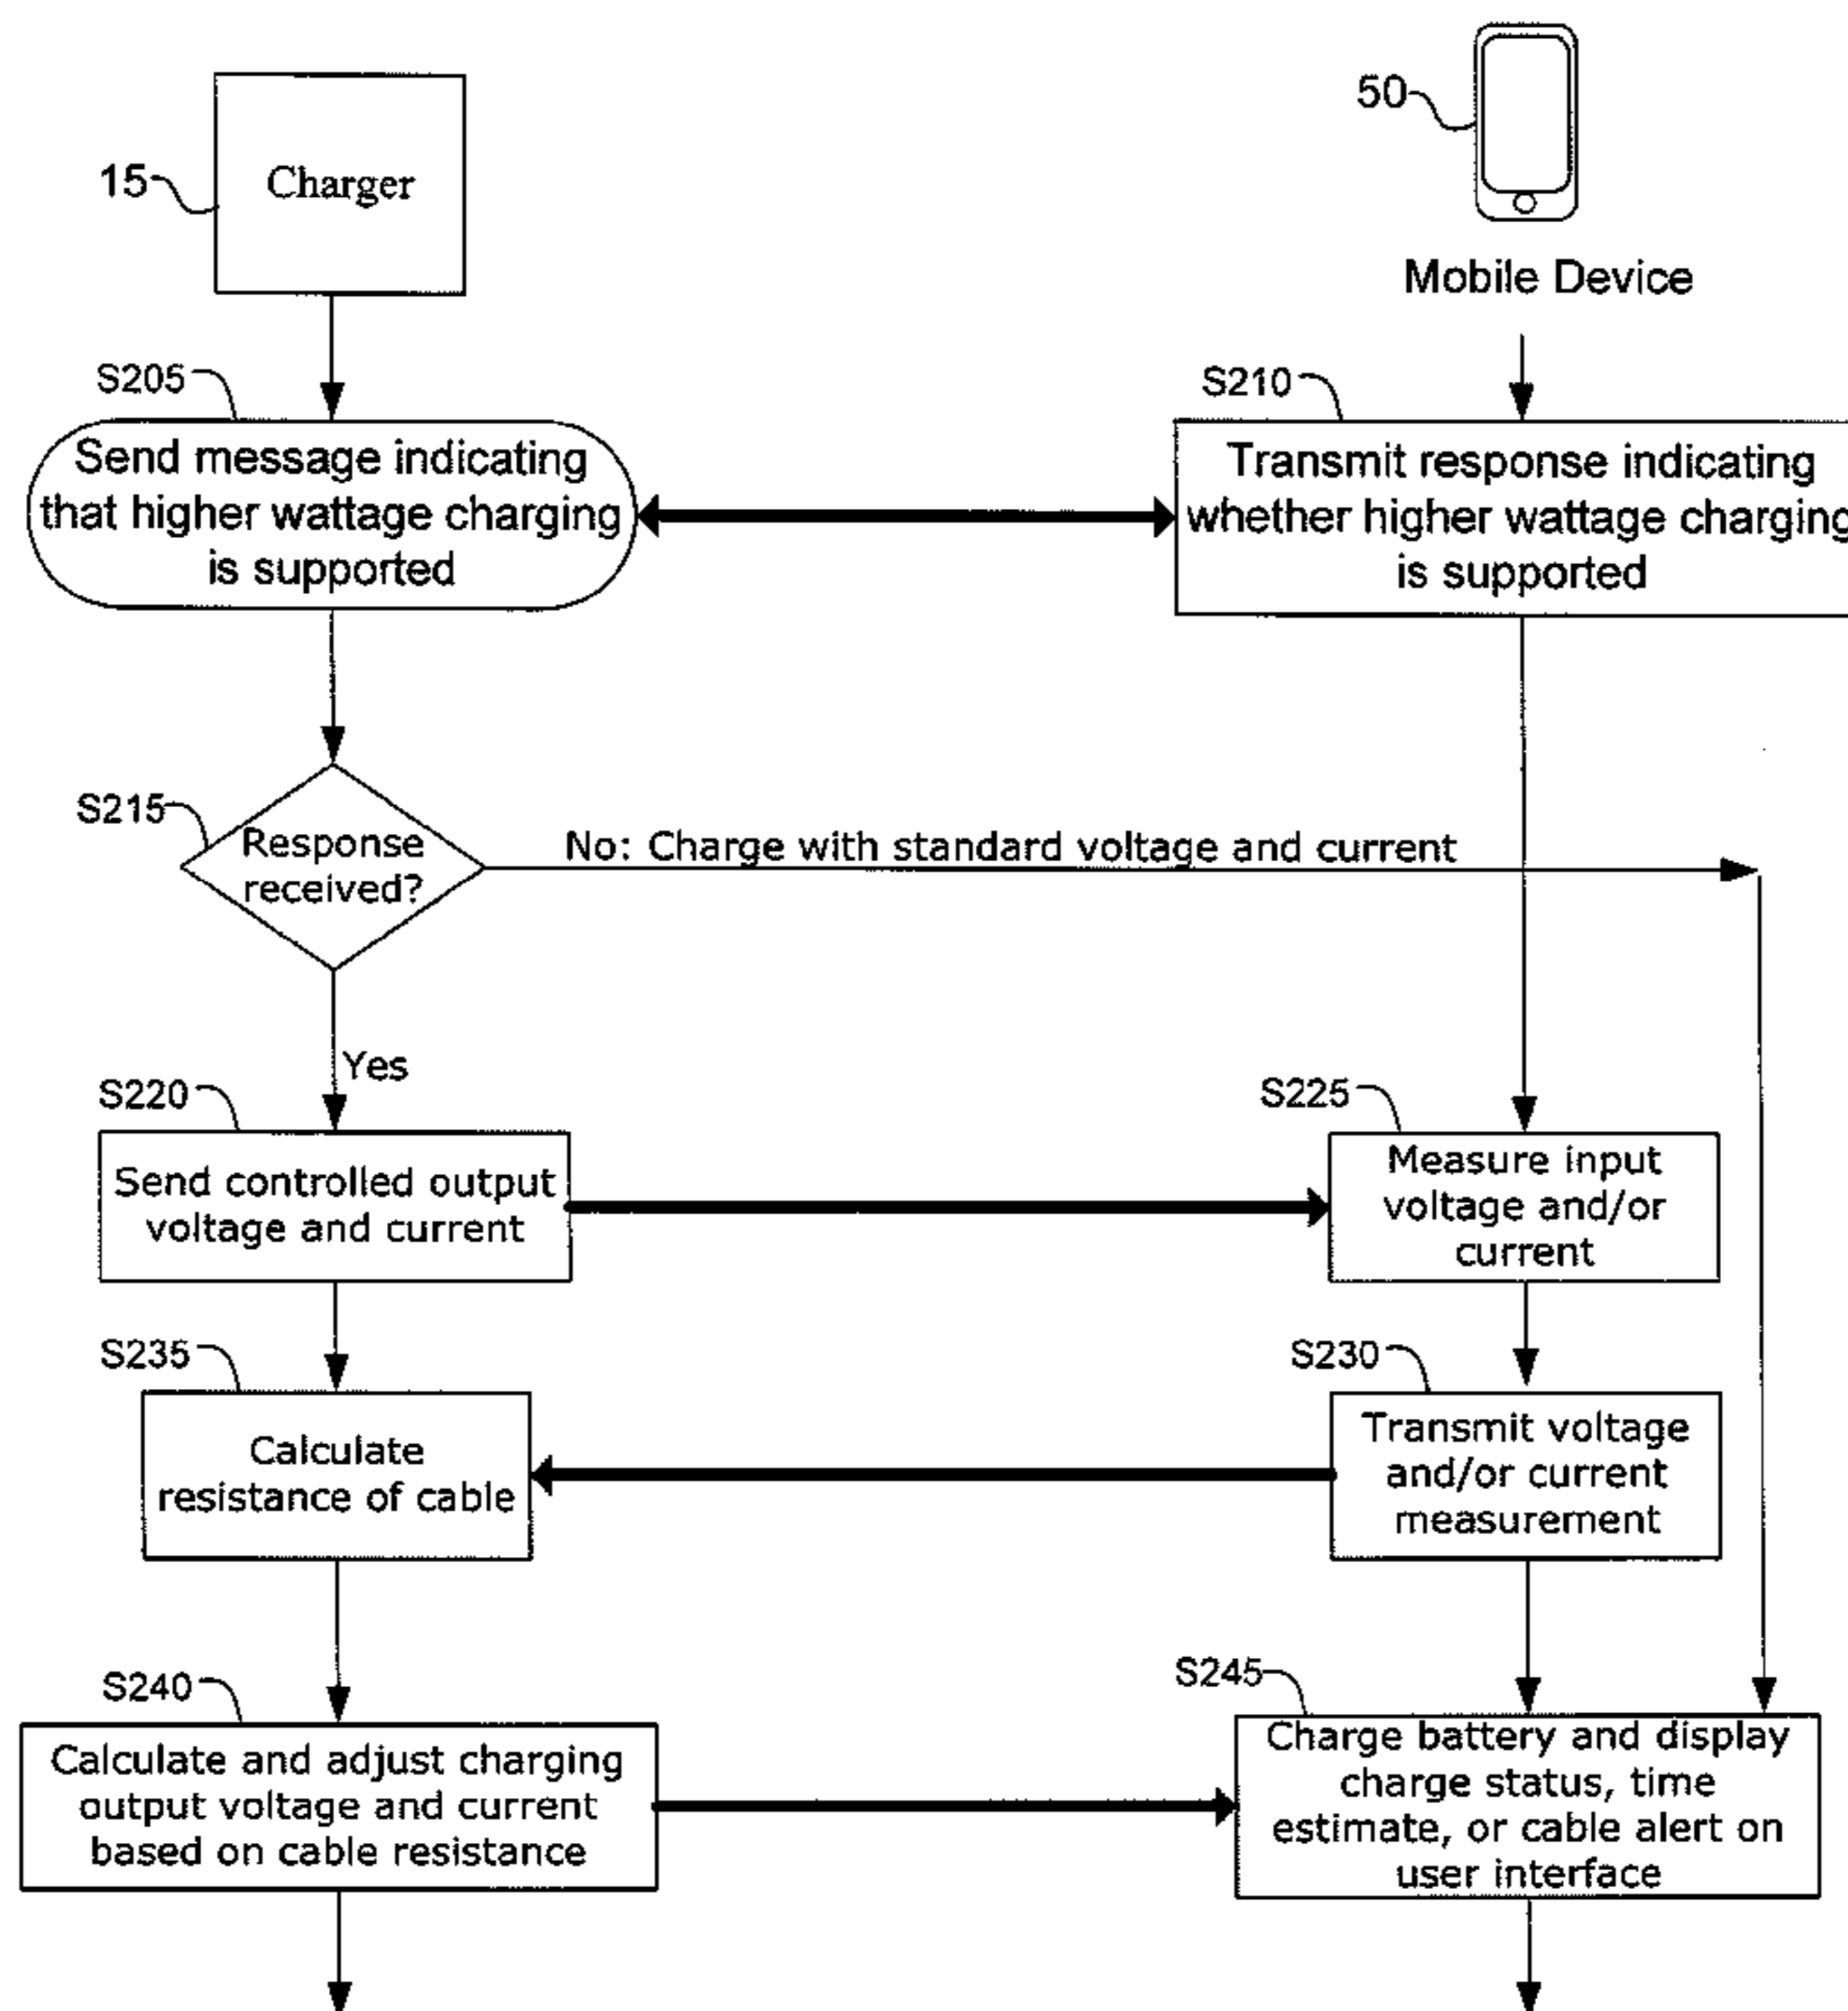 50
15
Charger
Mobile Device
S205
S210
Send message indicating
that higher wattage charging
is supported
Transmit response indicating
whether higher wattage charging
is supported
S215
Response
received?
No: Charge with standard voltage and current
Yes
S220
S225
Send controlled output
voltage and current
Measure input
voltage and/or
current
S235
S230
Calculate
resistance of cable
Transmit voltage
and/or current
measurement
S240
S245
Calculate and adjust charging
output voltage and current
based on cable resistance
Charge battery and display
charge status, time
estimate, or cable alert on
user interface